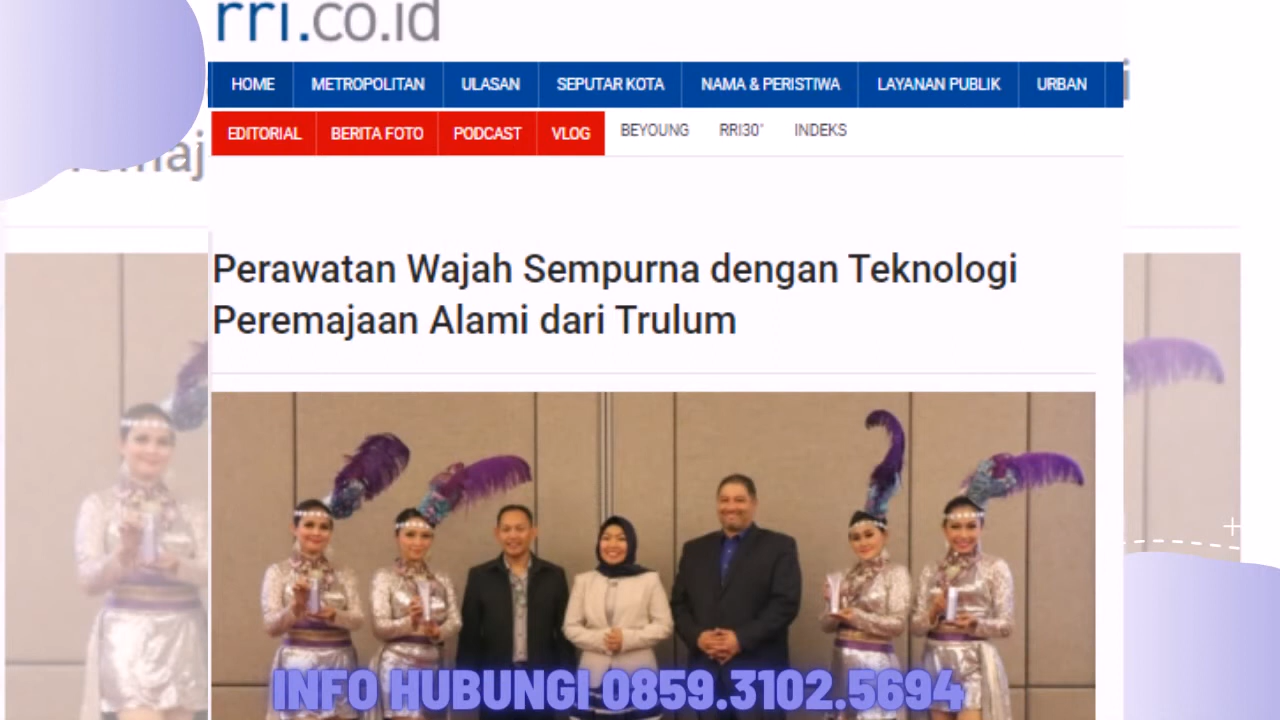 rri.co.id
HOME METROPOLITAN ULASAN SEPUTAR KOTA NAMA & PERISTIWA LAYANAN PUBLIK URBAN
EDITORIAL BERITA FOTO PODCAST VLOG BEYOUNG RRI30° INDEKS
Perawatan Wajah Sempurna dengan Teknologi
Peremajaan Alami dari Trulum
INFO HUBUNGI 0859.3102.5694